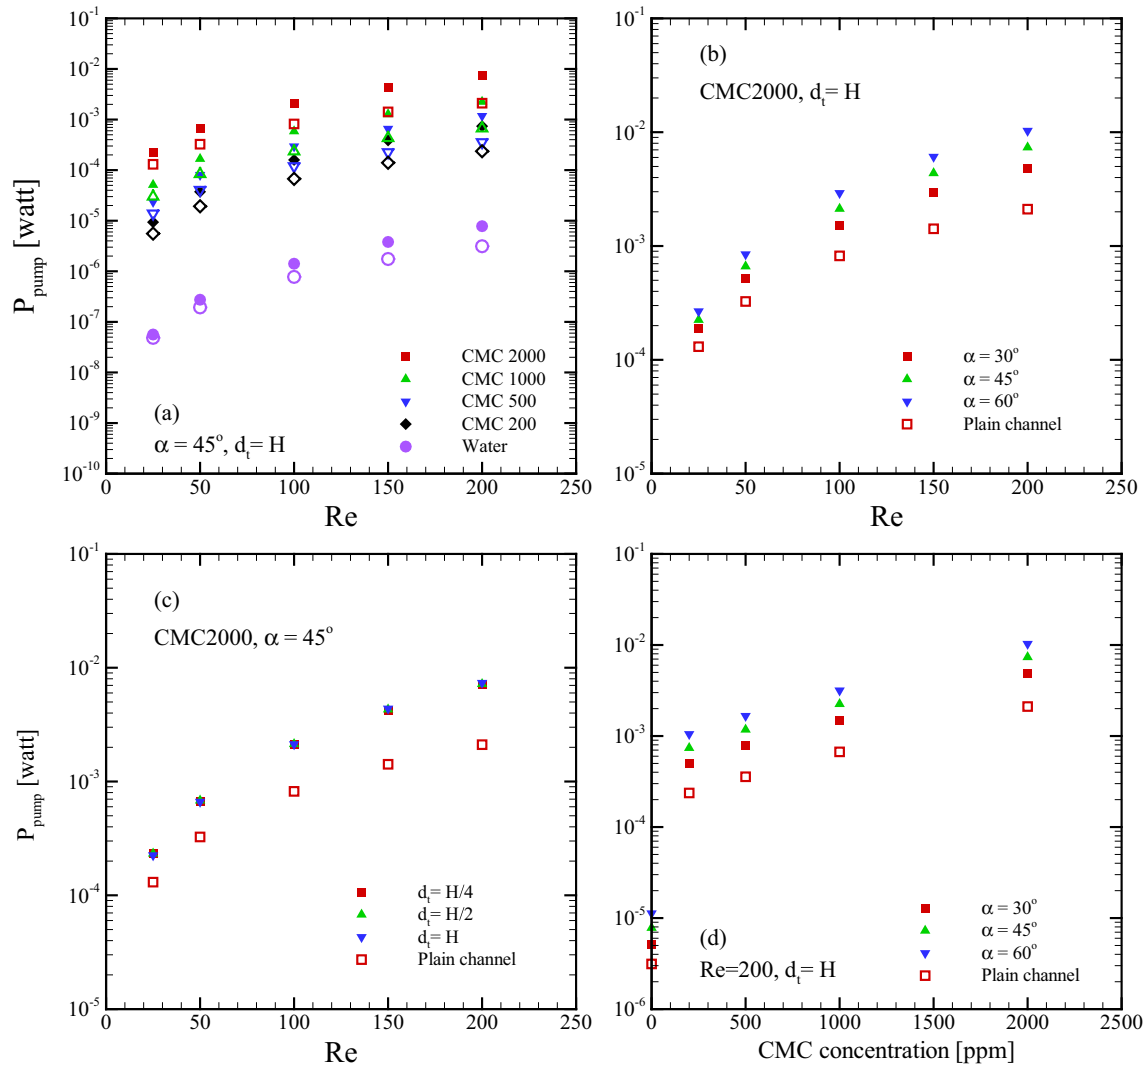 10⁻¹
10⁻²
10⁻³
10⁻⁴
10⁻⁵
10⁻⁶
10⁻⁷
10⁻⁸
10⁻⁹
10⁻¹⁰
P_pump [watt]
CMC 2000
CMC 1000
CMC 500
CMC 200
Water
(a)
α = 45°, d_t= H
0 50 100 150 200 250
Re
10⁻¹
10⁻²
10⁻³
10⁻⁴
10⁻⁵
(b)
CMC2000, d_t= H
α = 30°
α = 45°
α = 60°
Plain channel
0 50 100 150 200 250
Re
10⁻¹
10⁻²
10⁻³
10⁻⁴
10⁻⁵
P_pump [watt]
(c)
CMC2000, α = 45°
d_t= H/4
d_t= H/2
d_t= H
Plain channel
0 50 100 150 200 250
Re
10⁻¹
10⁻²
10⁻³
10⁻⁴
10⁻⁵
10⁻⁶
α = 30°
α = 45°
α = 60°
Plain channel
(d)
Re=200, d_t= H
0 500 1000 1500 2000 2500
CMC concentration [ppm]